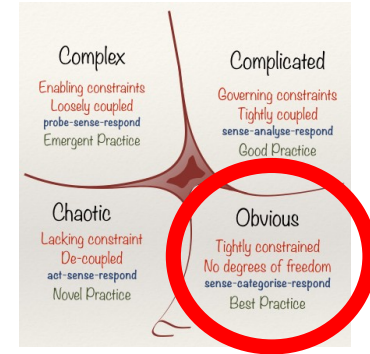 Complex
Enabling constraints
Loosely coupled
probe-sense-respond
Emergent Practice
Complicated
Governing constraints
Tightly coupled
sense-analyse-respond
Good Practice
Chaotic
Lacking constraint
De-coupled
act-sense-respond
Novel Practice
Obvious
Tightly constrained
No degrees of freedom
sense-categorise-respond
Best Practice